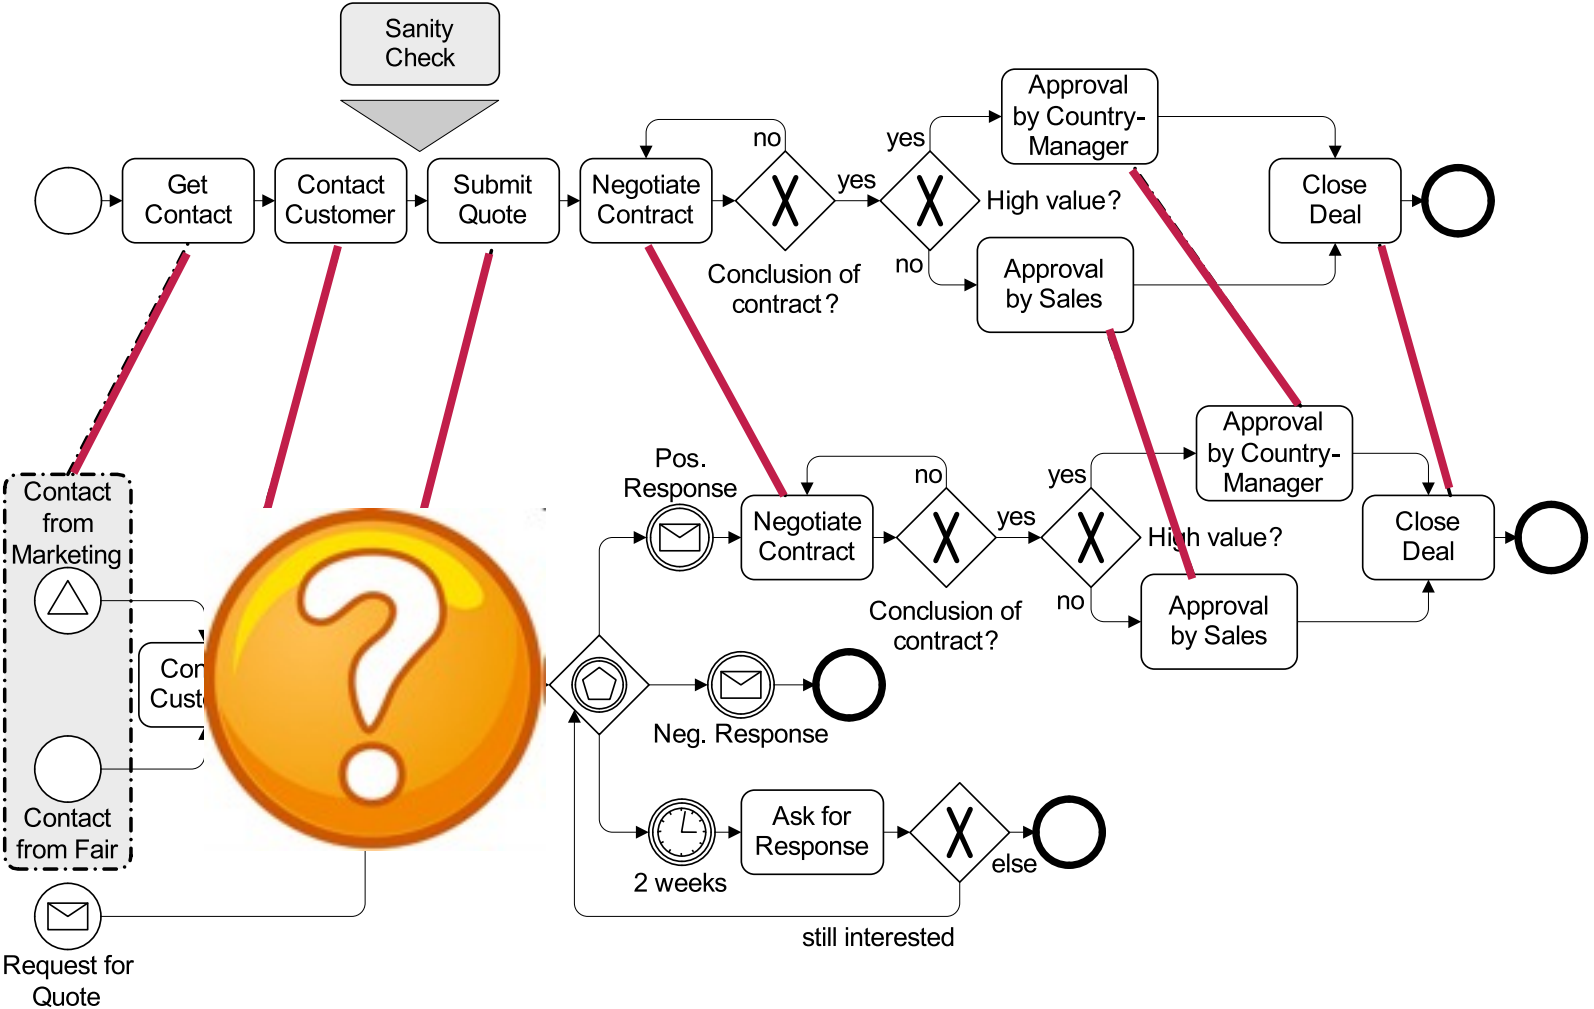 Sanity
Check
Get
Contact
Contact
Customer
Submit
Quote
Negotiate
Contract
no
Conclusion of
contract?
yes
yes
High value?
no
Approval
by Country-
Manager
Approval
by Sales
Close
Deal
Contact
from
Marketing
Contact
from Fair
Request for
Quote
Con
Cust
Pos.
Response
Negotiate
Contract
no
Conclusion of
contract?
yes
yes
High value?
no
Approval
by Country-
Manager
Approval
by Sales
Close
Deal
Neg. Response
2 weeks
Ask for
Response
else
still interested